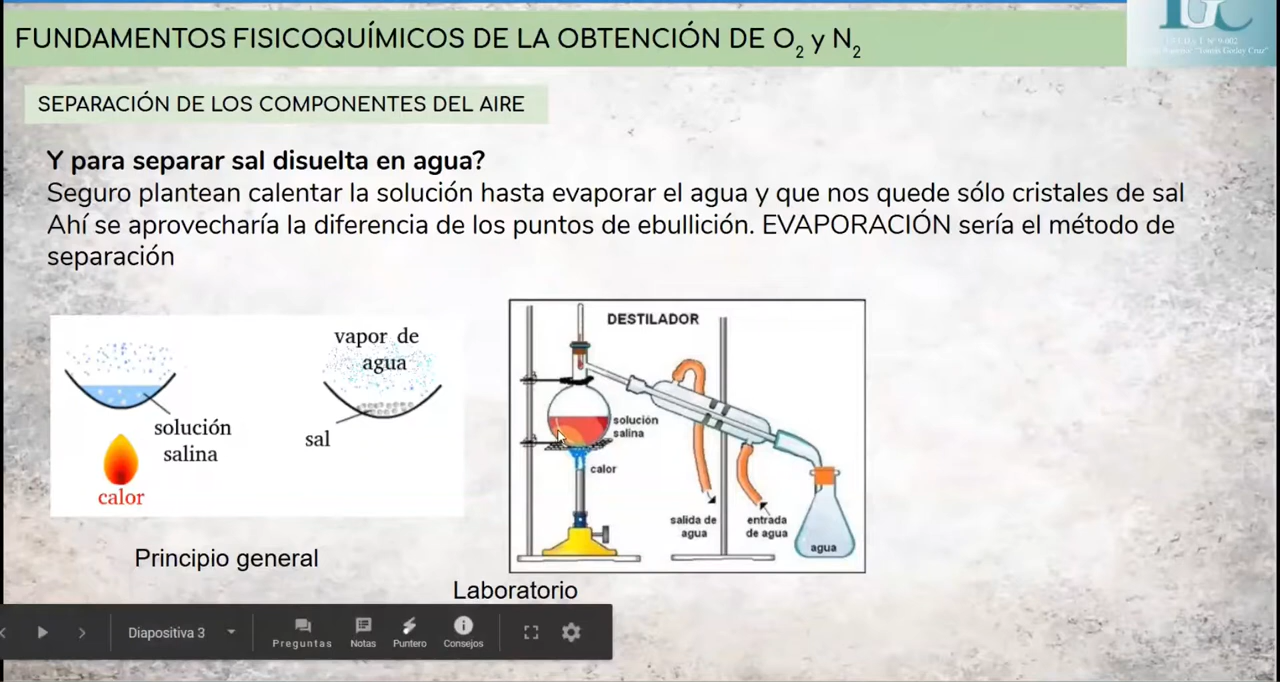 FUNDAMENTOS FISICOQUÍMICOS DE LA OBTENCIÓN DE O2 y N2
SEPARACIÓN DE LOS COMPONENTES DEL AIRE
Y para separar sal disuelta en agua?
Seguro plantean calentar la solución hasta evaporar el agua y que nos quede sólo cristales de sal
Ahí se aprovecharía la diferencia de los puntos de ebullición. EVAPORACIÓN sería el método de
separación
vapor de
agua
solución
salina
sal
calor
Principio general
DESTILADOR
solución
salina
calor
salida de
agua
entrada
de agua
agua
Laboratorio
Diapositiva 3
Preguntas
Notas
Puntero
Consejos